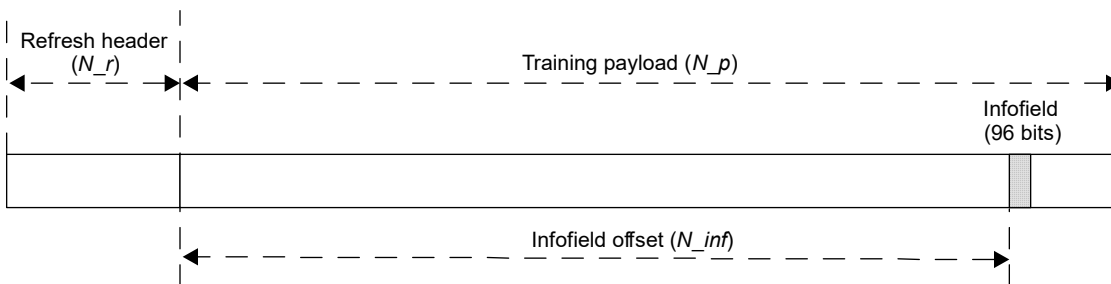 Refresh header
(N_r)
Training payload (N_p)
Infofield
(96 bits)
Infofield offset (N_inf)